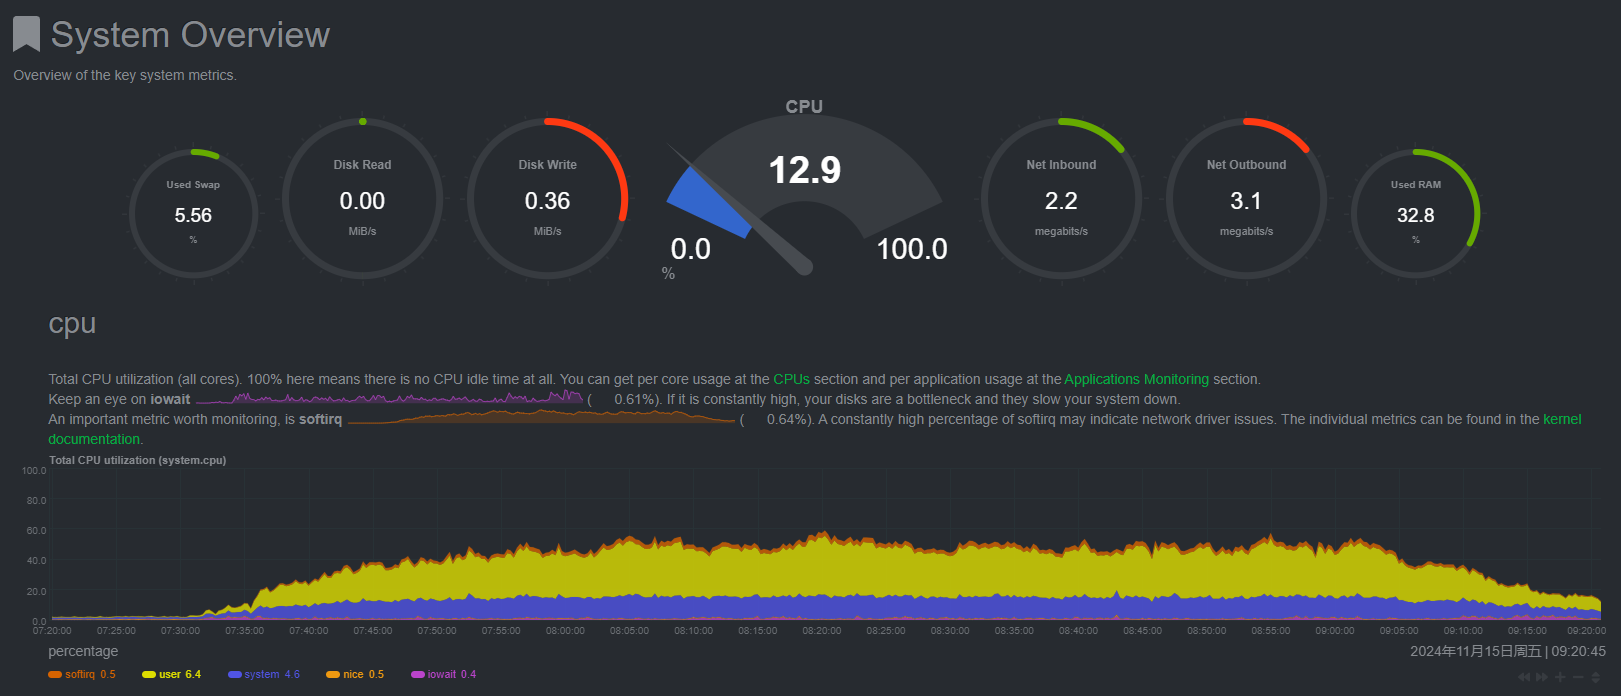 System Overview
Overview of the key system metrics.
Used Swap
5.56
%
Disk Read
0.00
MiB/s
Disk Write
0.36
MiB/s
CPU
12.9
0.0
100.0
%
Net Inbound
2.2
megabits/s
Net Outbound
3.1
megabits/s
Used RAM
32.8
%
cpu
Total CPU utilization (all cores). 100% here means there is no CPU idle time at all. You can get per core usage at the CPUs section and per application usage at the Applications Monitoring section.
Keep an eye on iowait ( 0.61%). If it is constantly high, your disks are a bottleneck and they slow your system down.
An important metric worth monitoring, is softirq ( 0.64%). A constantly high percentage of softirq may indicate network driver issues. The individual metrics can be found in the kernel
documentation.
Total CPU utilization (system.cpu)
100.0
80.0
60.0
40.0
20.0
0.0
07:20:00 07:25:00 07:30:00 07:35:00 07:40:00 07:45:00 07:50:00 07:55:00 08:00:00 08:05:00 08:10:00 08:15:00 08:20:00 08:25:00 08:30:00 08:35:00 08:40:00 08:45:00 08:50:00 08:55:00 09:00:00 09:05:00 09:10:00 09:15:00 09:20:00
percentage 2024年11月15日周五 | 09:20:45
softirq 0.5 user 6.4 system 4.6 nice 0.5 iowait 0.4